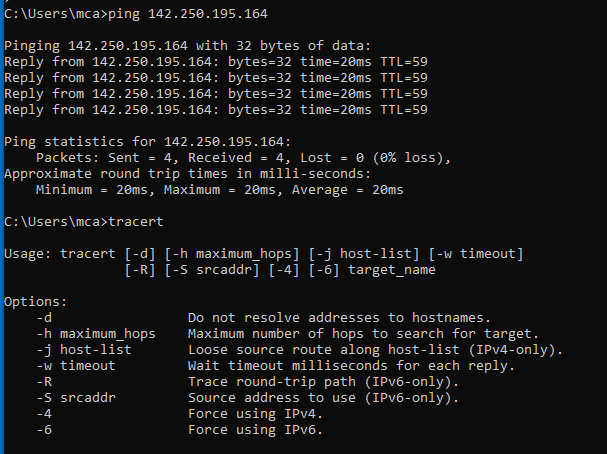 C:\Users\mca>ping 142.250.195.164
Pinging 142.250.195.164 with 32 bytes of data:
Reply from 142.250.195.164: bytes=32 time=20ms TTL=59
Reply from 142.250.195.164: bytes=32 time=20ms TTL=59
Reply from 142.250.195.164: bytes=32 time=20ms TTL=59
Reply from 142.250.195.164: bytes=32 time=20ms TTL=59
Ping statistics for 142.250.195.164:
    Packets: Sent = 4, Received = 4, Lost = 0 (0% loss),
Approximate round trip times in milli-seconds:
    Minimum = 20ms, Maximum = 20ms, Average = 20ms
C:\Users\mca>tracert
Usage: tracert [-d] [-h maximum_hops] [-j host-list] [-w timeout]
               [-R] [-S srcaddr] [-4] [-6] target_name
Options:
    -d                 Do not resolve addresses to hostnames.
    -h maximum_hops    Maximum number of hops to search for target.
    -j host-list       Loose source route along host-list (IPv4-only).
    -w timeout         Wait timeout milliseconds for each reply.
    -R                 Trace round-trip path (IPv6-only).
    -S srcaddr         Source address to use (IPv6-only).
    -4                 Force using IPv4.
    -6                 Force using IPv6.